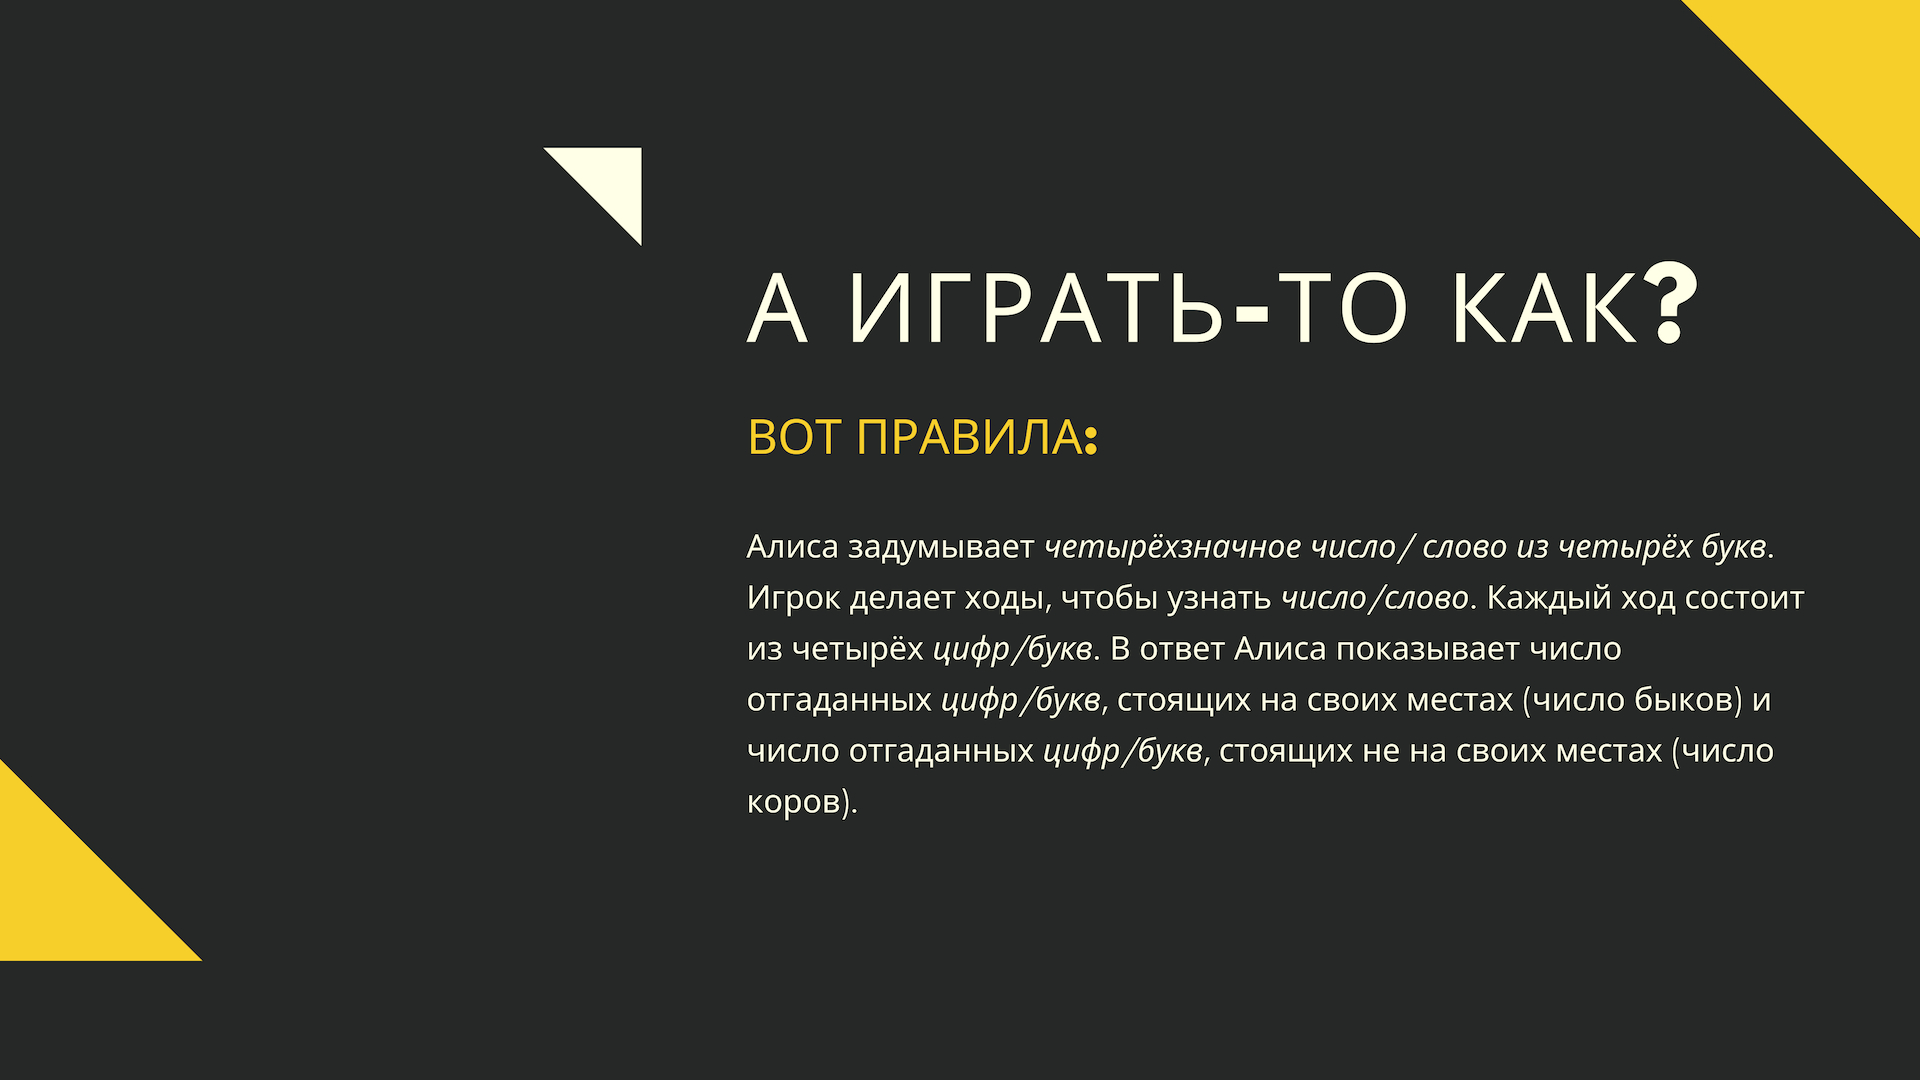 А ИГРАТЬ-ТО КАК?
ВОТ ПРАВИЛА:
Алиса задумывает четырёхзначное число/ слово из четырёх букв.
Игрок делает ходы, чтобы узнать число/слово. Каждый ход состоит
из четырёх цифр/букв. В ответ Алиса показывает число
отгаданных цифр/букв, стоящих на своих местах (число быков) и
число отгаданных цифр/букв, стоящих не на своих местах (число
коров).